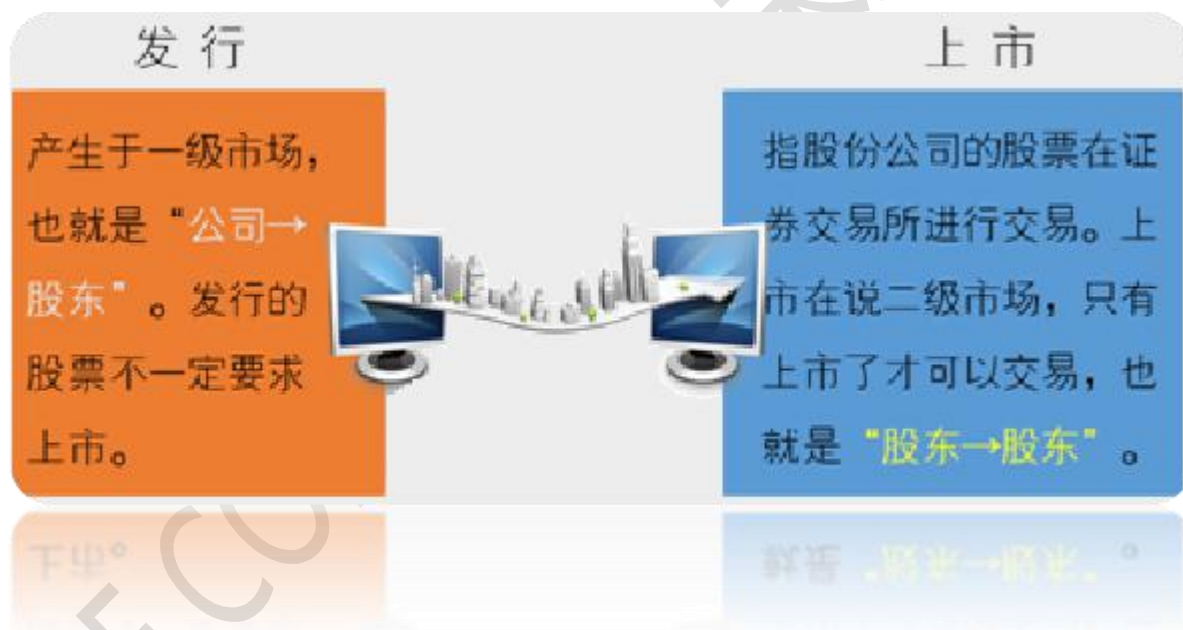 发行
产生于一级市场，
也就是“公司→
股东”。发行的
股票不一定要求
上市。
上市
指股份公司的股票在证
券交易所进行交易。上
市在说二级市场，只有
上市了才可以交易，也
就是“股东→股东”。